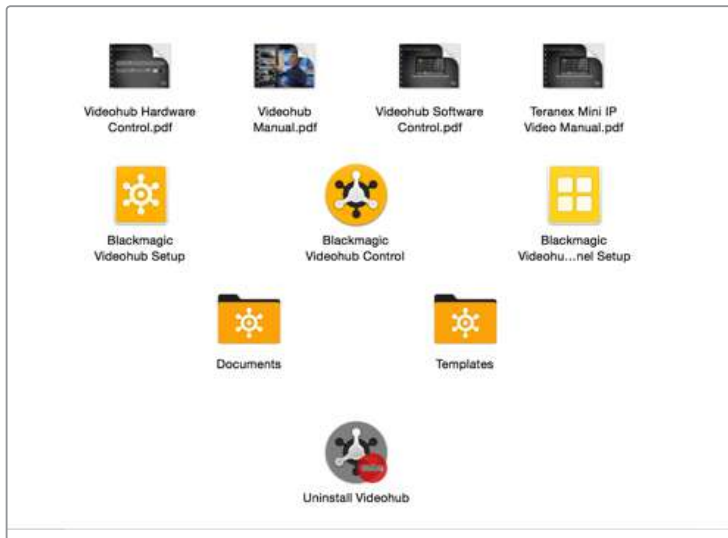 Videohub Hardware
Control.pdf
Videohub
Manual.pdf
Videohub Software
Control.pdf
Teranex Mini IP
Video Manual.pdf
Blackmagic
Videohub Setup
Blackmagic
Videohub Control
Blackmagic
Videohu...nel Setup
Documents
Templates
Uninstall Videohub